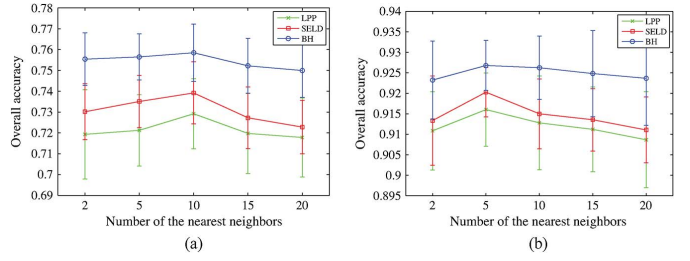 0.78
0.77
0.76
0.75
0.74
0.73
0.72
0.71
0.7
0.69
Overall accuracy
LPP
SELD
BH
2 5 10 15 20
Number of the nearest neighbors
(a)
0.94
0.935
0.93
0.925
0.92
0.915
0.91
0.905
0.9
0.895
Overall accuracy
LPP
SELD
BH
2 5 10 15 20
Number of the nearest neighbors
(b)